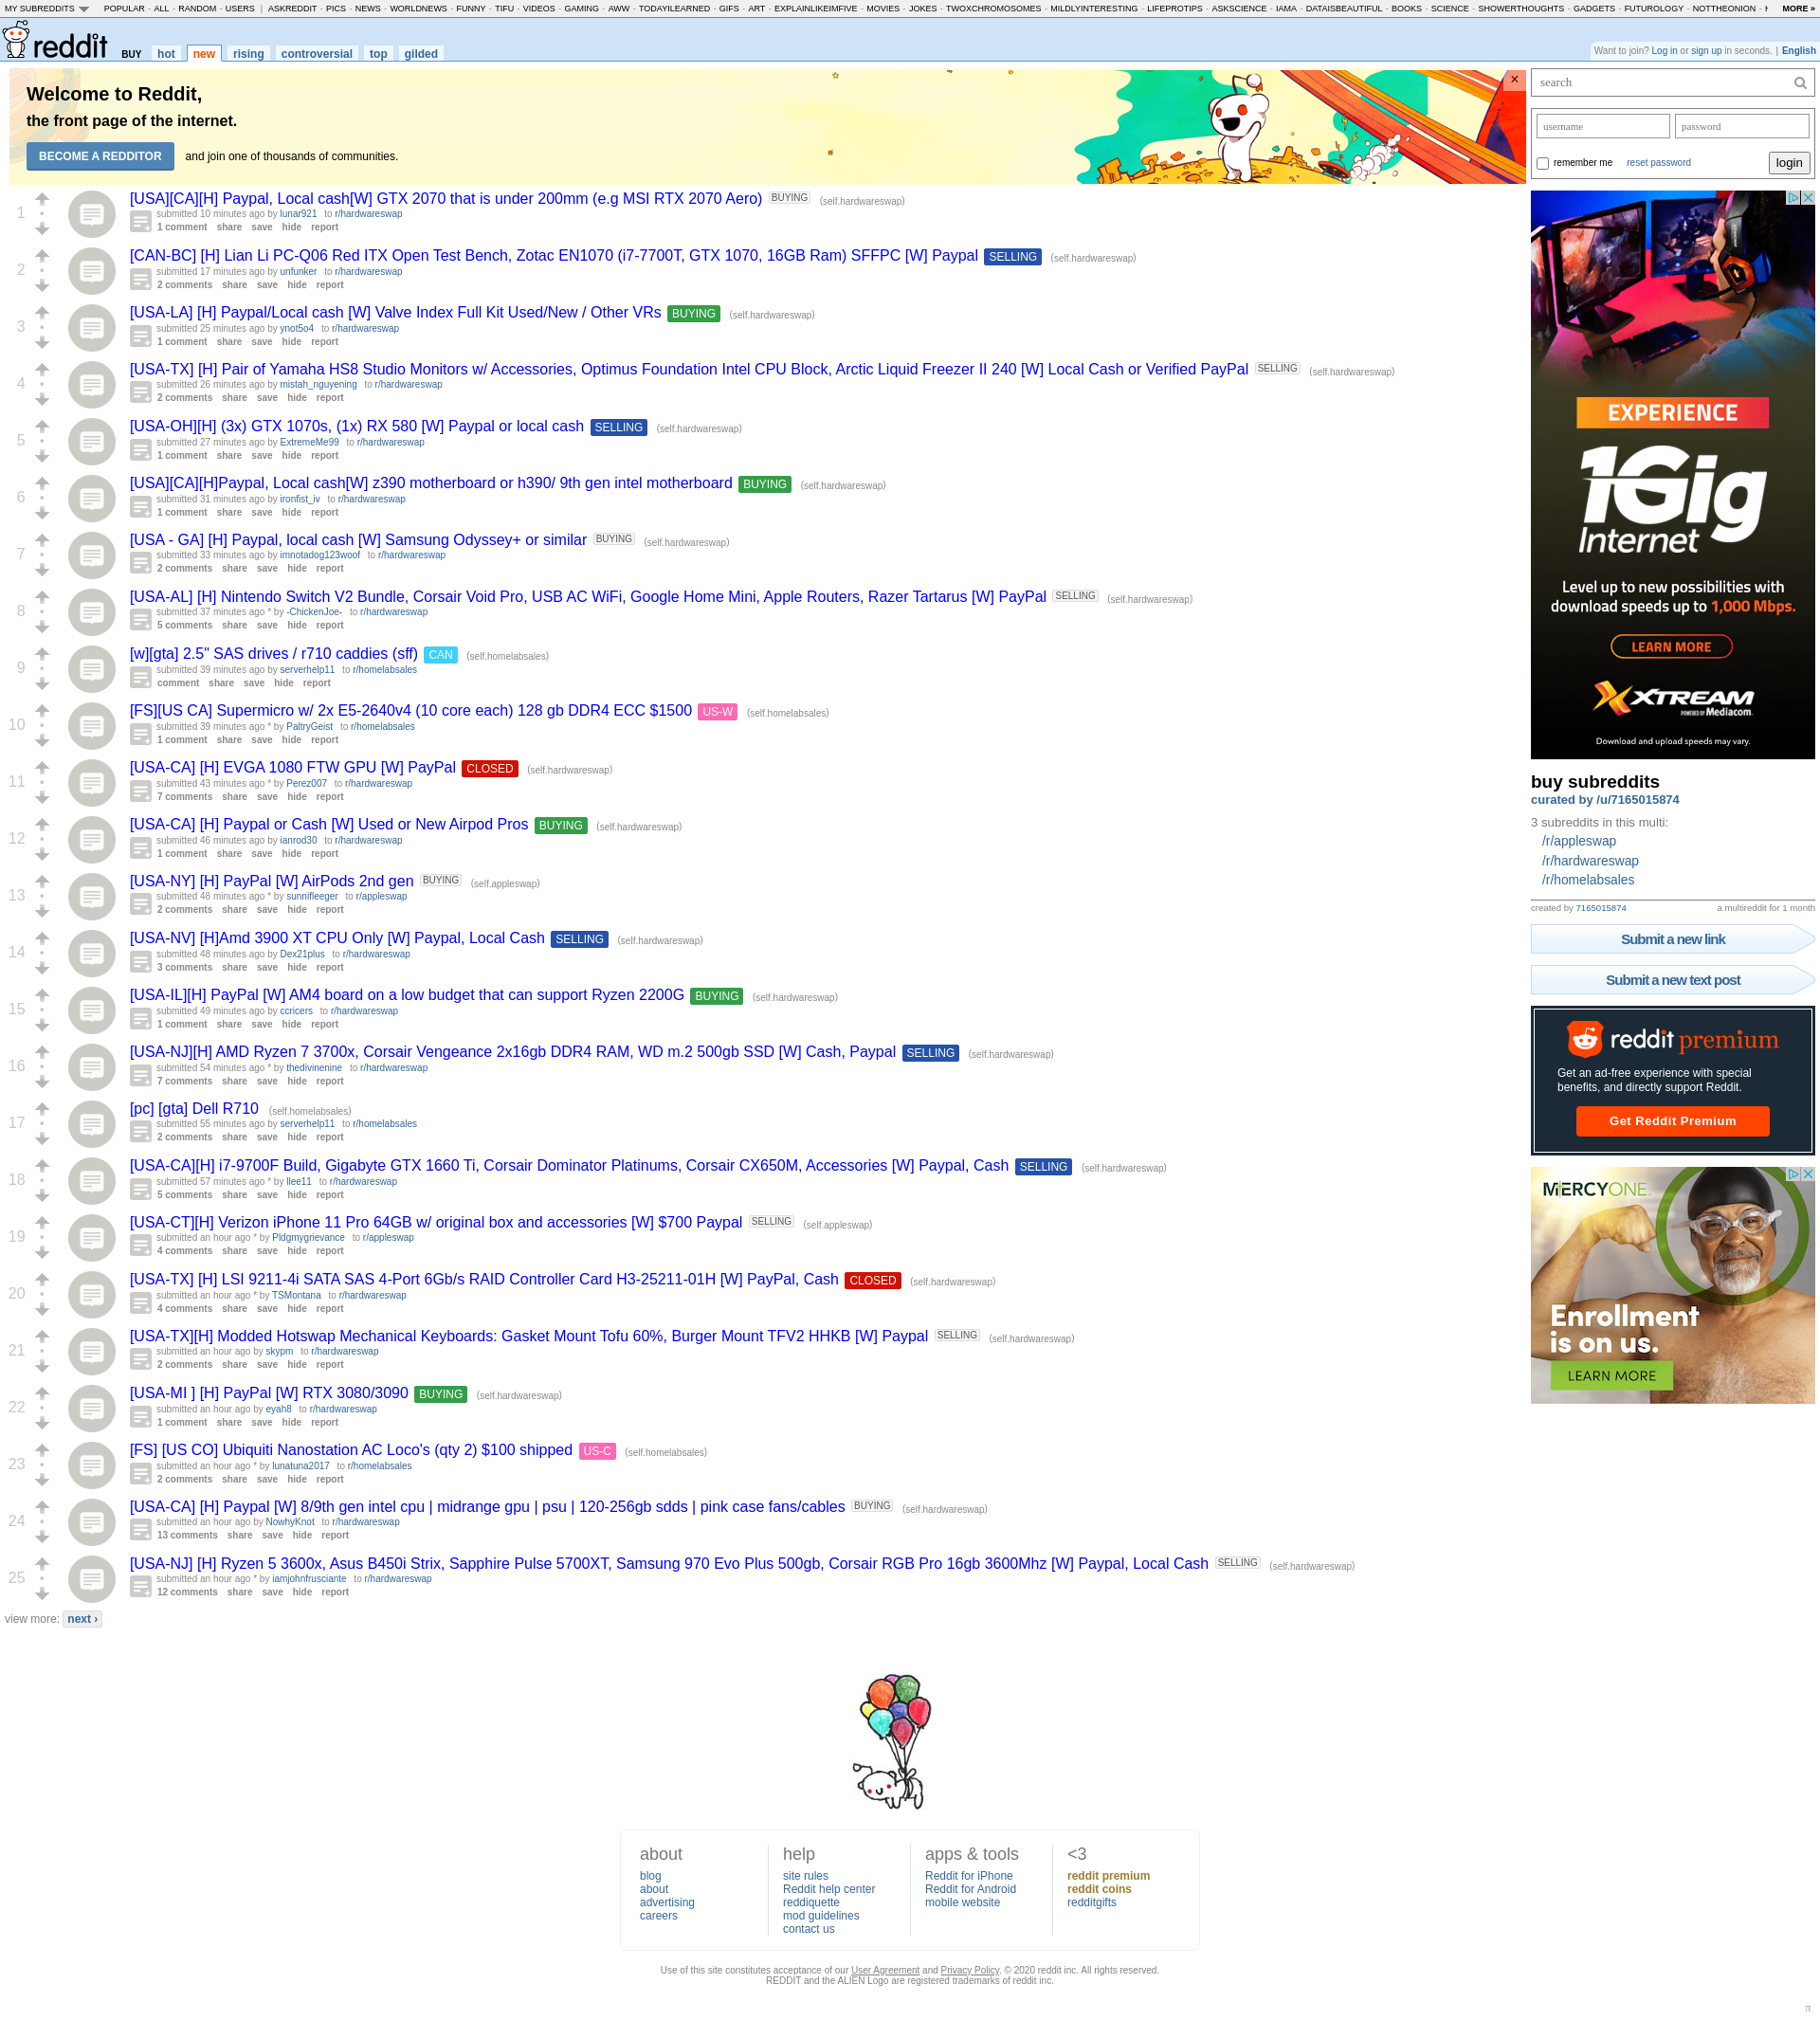 MY SUBREDDITS POPULAR - ALL - RANDOM - USERS | ASKREDDIT - PICS - NEWS - WORLDNEWS - FUNNY - TIFU - VIDEOS - GAMING - AWW - TODAYILEARNED - GIFS - ART - EXPLAINLIKEIMFIVE - MOVIES - JOKES - TWOXCHROMOSOMES - MILDLYINTERESTING - LIFEPROTIPS - ASKSCIENCE - IAMA - DATAISBEAUTIFUL - BOOKS - SCIENCE - SHOWERTHOUGHTS - GADGETS - FUTUROLOGY - NOTTHEONION - MORE »
reddit BUY hot new rising controversial top gilded
Want to join? Log in or sign up in seconds. | English
Welcome to Reddit,
the front page of the internet.
BECOME A REDDITOR and join one of thousands of communities.
×
1
[USA][CA][H] Paypal, Local cash[W] GTX 2070 that is under 200mm (e.g MSI RTX 2070 Aero) BUYING (self.hardwareswap)
submitted 10 minutes ago by lunar921 to r/hardwareswap
1 comment share save hide report
2
[CAN-BC] [H] Lian Li PC-Q06 Red ITX Open Test Bench, Zotac EN1070 (i7-7700T, GTX 1070, 16GB Ram) SFFPC [W] Paypal SELLING (self.hardwareswap)
submitted 17 minutes ago by unfunker to r/hardwareswap
2 comments share save hide report
3
[USA-LA] [H] Paypal/Local cash [W] Valve Index Full Kit Used/New / Other VRs BUYING (self.hardwareswap)
submitted 25 minutes ago by ynot5o4 to r/hardwareswap
1 comment share save hide report
4
[USA-TX] [H] Pair of Yamaha HS8 Studio Monitors w/ Accessories, Optimus Foundation Intel CPU Block, Arctic Liquid Freezer II 240 [W] Local Cash or Verified PayPal SELLING (self.hardwareswap)
submitted 26 minutes ago by mistah_nguyening to r/hardwareswap
2 comments share save hide report
5
[USA-OH][H] (3x) GTX 1070s, (1x) RX 580 [W] Paypal or local cash SELLING (self.hardwareswap)
submitted 27 minutes ago by ExtremeMe99 to r/hardwareswap
1 comment share save hide report
6
[USA][CA][H]Paypal, Local cash[W] z390 motherboard or h390/ 9th gen intel motherboard BUYING (self.hardwareswap)
submitted 31 minutes ago by ironfist_iv to r/hardwareswap
1 comment share save hide report
7
[USA - GA] [H] Paypal, local cash [W] Samsung Odyssey+ or similar BUYING (self.hardwareswap)
submitted 33 minutes ago by imnotadog123woof to r/hardwareswap
2 comments share save hide report
8
[USA-AL] [H] Nintendo Switch V2 Bundle, Corsair Void Pro, USB AC WiFi, Google Home Mini, Apple Routers, Razer Tartarus [W] PayPal SELLING (self.hardwareswap)
submitted 37 minutes ago * by -ChickenJoe- to r/hardwareswap
5 comments share save hide report
9
[w][gta] 2.5" SAS drives / r710 caddies (sff) CAN (self.homelabsales)
submitted 39 minutes ago by serverhelp11 to r/homelabsales
comment share save hide report
10
[FS][US CA] Supermicro w/ 2x E5-2640v4 (10 core each) 128 gb DDR4 ECC $1500 US-W (self.homelabsales)
submitted 39 minutes ago * by PaltryGeist to r/homelabsales
1 comment share save hide report
11
[USA-CA] [H] EVGA 1080 FTW GPU [W] PayPal CLOSED (self.hardwareswap)
submitted 43 minutes ago * by Perez007 to r/hardwareswap
7 comments share save hide report
12
[USA-CA] [H] Paypal or Cash [W] Used or New Airpod Pros BUYING (self.hardwareswap)
submitted 46 minutes ago by ianrod30 to r/hardwareswap
1 comment share save hide report
13
[USA-NY] [H] PayPal [W] AirPods 2nd gen BUYING (self.appleswap)
submitted 48 minutes ago * by sunnifleeger to r/appleswap
2 comments share save hide report
14
[USA-NV] [H]Amd 3900 XT CPU Only [W] Paypal, Local Cash SELLING (self.hardwareswap)
submitted 48 minutes ago by Dex21plus to r/hardwareswap
3 comments share save hide report
15
[USA-IL][H] PayPal [W] AM4 board on a low budget that can support Ryzen 2200G BUYING (self.hardwareswap)
submitted 49 minutes ago by ccricers to r/hardwareswap
1 comment share save hide report
16
[USA-NJ][H] AMD Ryzen 7 3700x, Corsair Vengeance 2x16gb DDR4 RAM, WD m.2 500gb SSD [W] Cash, Paypal SELLING (self.hardwareswap)
submitted 54 minutes ago * by thedivinenine to r/hardwareswap
7 comments share save hide report
17
[pc] [gta] Dell R710 (self.homelabsales)
submitted 55 minutes ago by serverhelp11 to r/homelabsales
2 comments share save hide report
18
[USA-CA][H] i7-9700F Build, Gigabyte GTX 1660 Ti, Corsair Dominator Platinums, Corsair CX650M, Accessories [W] Paypal, Cash SELLING (self.hardwareswap)
submitted 57 minutes ago * by llee11 to r/hardwareswap
5 comments share save hide report
19
[USA-CT][H] Verizon iPhone 11 Pro 64GB w/ original box and accessories [W] $700 Paypal SELLING (self.appleswap)
submitted an hour ago * by Pldgmygrievance to r/appleswap
4 comments share save hide report
20
[USA-TX] [H] LSI 9211-4i SATA SAS 4-Port 6Gb/s RAID Controller Card H3-25211-01H [W] PayPal, Cash CLOSED (self.hardwareswap)
submitted an hour ago * by TSMontana to r/hardwareswap
4 comments share save hide report
21
[USA-TX][H] Modded Hotswap Mechanical Keyboards: Gasket Mount Tofu 60%, Burger Mount TFV2 HHKB [W] Paypal SELLING (self.hardwareswap)
submitted an hour ago by skypm to r/hardwareswap
2 comments share save hide report
22
[USA-MI ] [H] PayPal [W] RTX 3080/3090 BUYING (self.hardwareswap)
submitted an hour ago by eyah8 to r/hardwareswap
1 comment share save hide report
23
[FS] [US CO] Ubiquiti Nanostation AC Loco's (qty 2) $100 shipped US-C (self.homelabsales)
submitted an hour ago * by lunatuna2017 to r/homelabsales
2 comments share save hide report
24
[USA-CA] [H] Paypal [W] 8/9th gen intel cpu | midrange gpu | psu | 120-256gb sdds | pink case fans/cables BUYING (self.hardwareswap)
submitted an hour ago by NowhyKnot to r/hardwareswap
13 comments share save hide report
25
[USA-NJ] [H] Ryzen 5 3600x, Asus B450i Strix, Sapphire Pulse 5700XT, Samsung 970 Evo Plus 500gb, Corsair RGB Pro 16gb 3600Mhz [W] Paypal, Local Cash SELLING (self.hardwareswap)
submitted an hour ago * by iamjohnfrusciante to r/hardwareswap
12 comments share save hide report
view more: next ›
search
username password
remember me reset password login
EXPERIENCE
1Gig
Internet
Level up to new possibilities with
download speeds up to 1,000 Mbps.
LEARN MORE
XTREAM
POWERED BY Mediacom
Download and upload speeds may vary.
buy subreddits
curated by /u/7165015874
3 subreddits in this multi:
/r/appleswap
/r/hardwareswap
/r/homelabsales
created by 7165015874 a multireddit for 1 month
Submit a new link
Submit a new text post
reddit premium
Get an ad-free experience with special
benefits, and directly support Reddit.
Get Reddit Premium
MERCYONE
Enrollment
is on us.
LEARN MORE
about
blog
about
advertising
careers
help
site rules
Reddit help center
reddiquette
mod guidelines
contact us
apps & tools
Reddit for iPhone
Reddit for Android
mobile website
<3
reddit premium
reddit coins
redditgifts
Use of this site constitutes acceptance of our User Agreement and Privacy Policy. © 2020 reddit inc. All rights reserved.
REDDIT and the ALIEN Logo are registered trademarks of reddit inc.
π